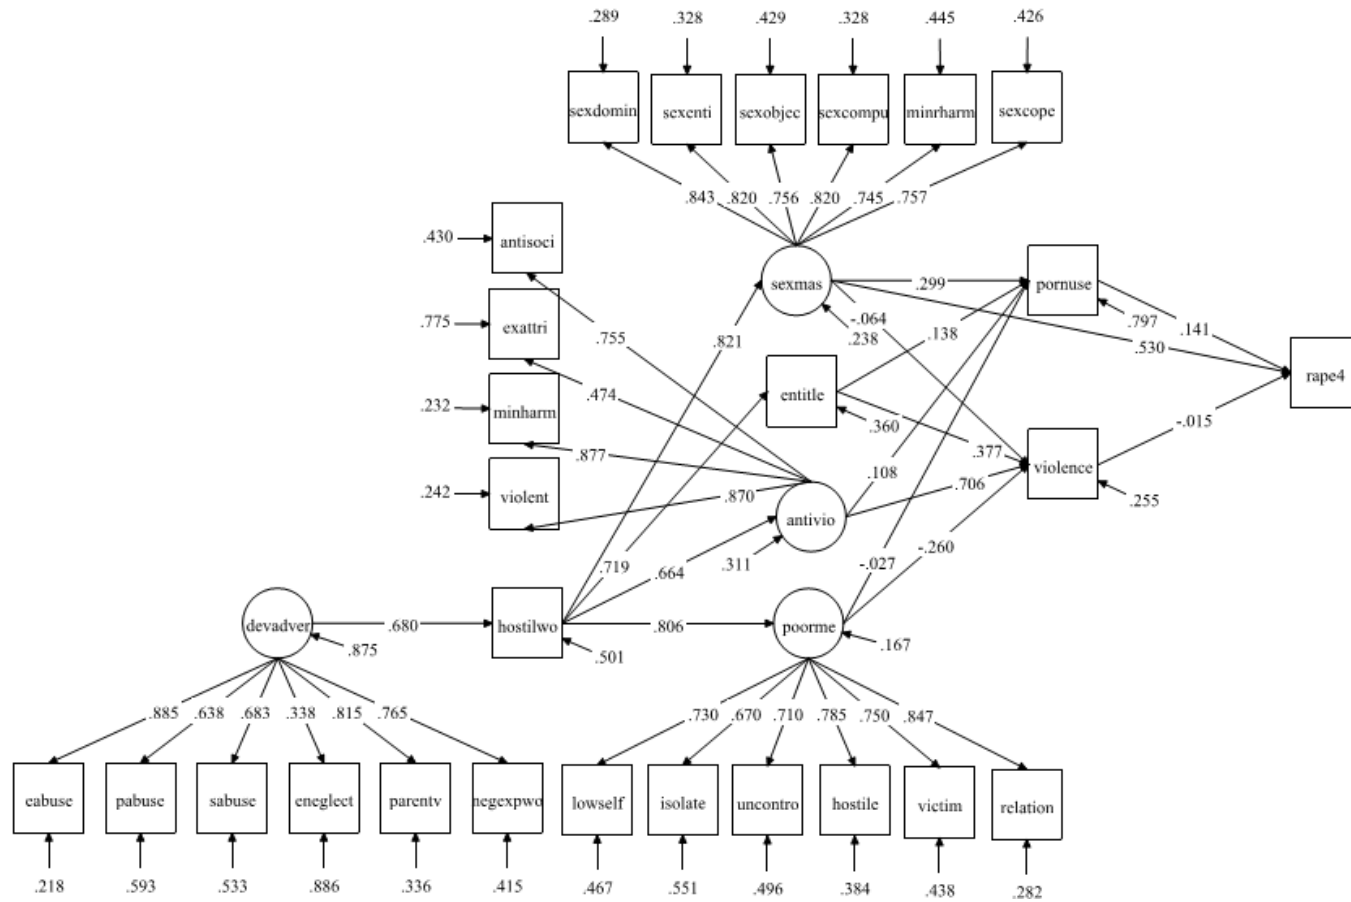 .289 .328 .429 .328 .445 .426
sexdomin sexenti sexobjec sexcompu minrharm sexcope
.843 .820 .756 .820 .745 .757
.430 antisoci
sexmas .299 pornuse
.775 exattri
-.064 .797 .141
.755 .821 .238 .138 .530
rape4
.474 entitle
.232 minharm
.360 -.015
.877 .377
.108 violence
.242 violent .870 .706 .255
antivio
-.260
.719 .664 .311 -.027
devadver .680 hostilwo .806 poorme
.875 .501 .167
.885 .638 .683 .338 .815 .765 .730 .670 .710 .785 .750 .847
pabuse sabuse eneglect parentv negexpwo lowself isolate uncontro hostile victim relation
.218 .593 .533 .886 .336 .415 .467 .551 .496 .384 .438 .282